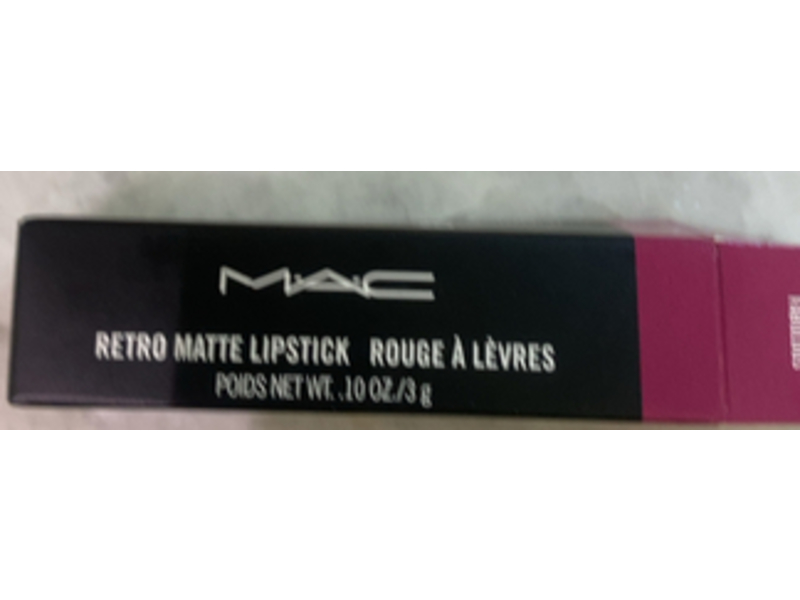 MAC
RETRO MATTE LIPSTICK ROUGE À LÈVRES
POIDS NET WT. .10 OZ./3 g